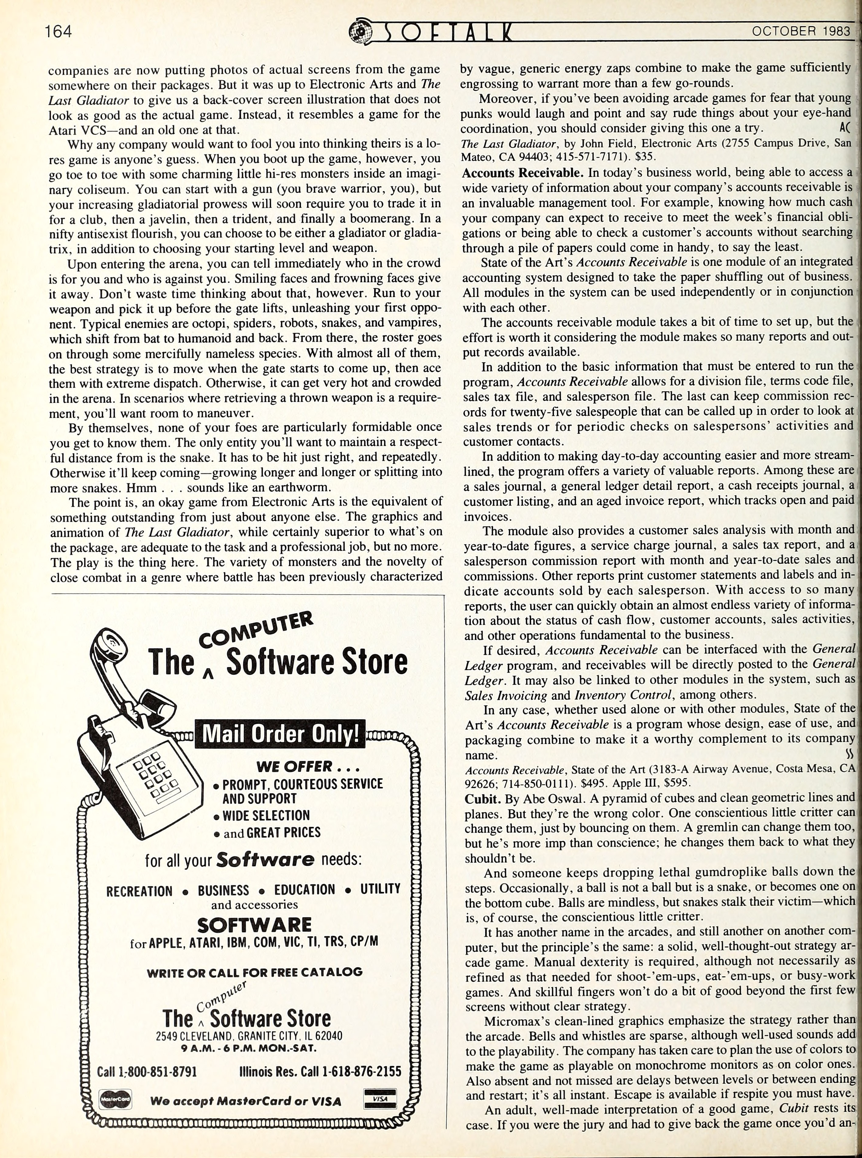 164
SOFTALK
OCTOBER 1983
companies are now putting photos of actual screens from the game
somewhere on their packages. But it was up to Electronic Arts and The
Last Gladiator to give us a back-cover screen illustration that does not
look as good as the actual game. Instead, it resembles a game for the
Atari VCS—and an old one at that.
Why any company would want to fool you into thinking theirs is a lo-
res game is anyone's guess. When you boot up the game, however, you
go toe to toe with some charming little hi-res monsters inside an imagi-
nary coliseum. You can start with a gun (you brave warrior, you), but
your increasing gladiatorial prowess will soon require you to trade it in
for a club, then a javelin, then a trident, and finally a boomerang. In a
nifty antisexist flourish, you can choose to be either a gladiator or gladia-
trix, in addition to choosing your starting level and weapon.
Upon entering the arena, you can tell immediately who in the crowd
is for you and who is against you. Smiling faces and frowning faces give
it away. Don't waste time thinking about that, however. Run to your
weapon and pick it up before the gate lifts, unleashing your first oppo-
nent. Typical enemies are octopi, spiders, robots, snakes, and vampires,
which shift from bat to humanoid and back. From there, the roster goes
on through some mercifully nameless species. With almost all of them,
the best strategy is to move when the gate starts to come up, then ace
them with extreme dispatch. Otherwise, it can get very hot and crowded
in the arena. In scenarios where retrieving a thrown weapon is a require-
ment, you'll want room to maneuver.
By themselves, none of your foes are particularly formidable once
you get to know them. The only entity you'll want to maintain a respect-
ful distance from is the snake. It has to be hit just right, and repeatedly.
Otherwise it'll keep coming—growing longer and longer or splitting into
more snakes. Hmm . . . sounds like an earthworm.
The point is, an okay game from Electronic Arts is the equivalent of
something outstanding from just about anyone else. The graphics and
animation of The Last Gladiator, while certainly superior to what's on
the package, are adequate to the task and a professional job, but no more.
The play is the thing here. The variety of monsters and the novelty of
close combat in a genre where battle has been previously characterized
COMPUTER
The ^ Software Store
Mail Order Only!
WE OFFER . . .
• PROMPT, COURTEOUS SERVICE
AND SUPPORT
• WIDE SELECTION
• and GREAT PRICES
for all your Software needs:
RECREATION • BUSINESS • EDUCATION • UTILITY
and accessories
SOFTWARE
for APPLE, ATARI, IBM, COM, VIC, TI, TRS, CP/M
WRITE OR CALL FOR FREE CATALOG
Computer
The ^ Software Store
2549 CLEVELAND, GRANITE CITY, IL 62040
9 A.M. - 6 P.M. MON.-SAT.
Call 1-800-851-8791 Illinois Res. Call 1-618-876-2155
MasterCard
We accept MasterCard or VISA
VISA
by vague, generic energy zaps combine to make the game sufficiently
engrossing to warrant more than a few go-rounds.
Moreover, if you've been avoiding arcade games for fear that young
punks would laugh and point and say rude things about your eye-hand
coordination, you should consider giving this one a try. AC
The Last Gladiator, by John Field, Electronic Arts (2755 Campus Drive, San
Mateo, CA 94403; 415-571-7171). $35.
Accounts Receivable. In today's business world, being able to access a
wide variety of information about your company's accounts receivable is
an invaluable management tool. For example, knowing how much cash
your company can expect to receive to meet the week's financial obli-
gations or being able to check a customer's accounts without searching
through a pile of papers could come in handy, to say the least.
State of the Art's Accounts Receivable is one module of an integrated
accounting system designed to take the paper shuffling out of business.
All modules in the system can be used independently or in conjunction
with each other.
The accounts receivable module takes a bit of time to set up, but the
effort is worth it considering the module makes so many reports and out-
put records available.
In addition to the basic information that must be entered to run the
program, Accounts Receivable allows for a division file, terms code file,
sales tax file, and salesperson file. The last can keep commission rec-
ords for twenty-five salespeople that can be called up in order to look at
sales trends or for periodic checks on salespersons' activities and
customer contacts.
In addition to making day-to-day accounting easier and more stream-
lined, the program offers a variety of valuable reports. Among these are
a sales journal, a general ledger detail report, a cash receipts journal, a
customer listing, and an aged invoice report, which tracks open and paid
invoices.
The module also provides a customer sales analysis with month and
year-to-date figures, a service charge journal, a sales tax report, and a
salesperson commission report with month and year-to-date sales and
commissions. Other reports print customer statements and labels and in-
dicate accounts sold by each salesperson. With access to so many
reports, the user can quickly obtain an almost endless variety of informa-
tion about the status of cash flow, customer accounts, sales activities,
and other operations fundamental to the business.
If desired, Accounts Receivable can be interfaced with the General
Ledger program, and receivables will be directly posted to the General
Ledger. It may also be linked to other modules in the system, such as
Sales Invoicing and Inventory Control, among others.
In any case, whether used alone or with other modules, State of the
Art's Accounts Receivable is a program whose design, ease of use, and
packaging combine to make it a worthy complement to its company
name.
Accounts Receivable, State of the Art (3183-A Airway Avenue, Costa Mesa, CA
92626; 714-850-0111). $495. Apple III, $595.
Cubit. By Abe Oswal. A pyramid of cubes and clean geometric lines and
planes. But they're the wrong color. One conscientious little critter can
change them, just by bouncing on them. A gremlin can change them too,
but he's more imp than conscience; he changes them back to what they
shouldn't be.
And someone keeps dropping lethal gumdroplike balls down the
steps. Occasionally, a ball is not a ball but is a snake, or becomes one on
the bottom cube. Balls are mindless, but snakes stalk their victim—which
is, of course, the conscientious little critter.
It has another name in the arcades, and still another on another com-
puter, but the principle's the same: a solid, well-thought-out strategy ar-
cade game. Manual dexterity is required, although not necessarily as
refined as that needed for shoot-'em-ups, eat-'em-ups, or busy-work
games. And skillful fingers won't do a bit of good beyond the first few
screens without clear strategy.
Micromax's clean-lined graphics emphasize the strategy rather than
the arcade. Bells and whistles are sparse, although well-used sounds add
to the playability. The company has taken care to plan the use of colors to
make the game as playable on monochrome monitors as on color ones.
Also absent and not missed are delays between levels or between ending
and restart; it's all instant. Escape is available if respite you must have.
An adult, well-made interpretation of a good game, Cubit rests its
case. If you were the jury and had to give back the game once you'd an-